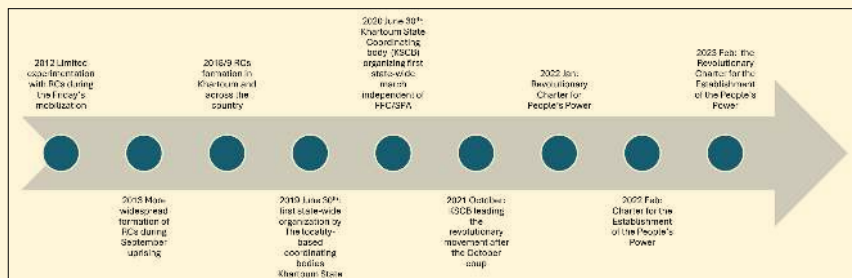 2012 Limited
experimentation
with RCs during
the Friday's
mobilization
2013 More
widespread
formation of
RCs during
September
uprising
2018/9 RCs
formation in
Khartoum and
across the
country
2019 June 30th:
first state-wide
organization by
The locality-
based
coordinating
bodies
Khartoum State
2020 June 30th:
Khartoum State
Coordinating
body (KSCB)
organizing first
state-wide
march
independent of
FFC/SPA
2021 October:
KSCB leading
the
revolutionary
movement after
the October
coup
2022 Jan:
Revolutionary
Charter for
People's Power
2022 Feb:
Charter for the
Establishment
of the People's
Power
2023 Feb: the
Revolutionary
Charter for the
Establishment
of the People's
Power